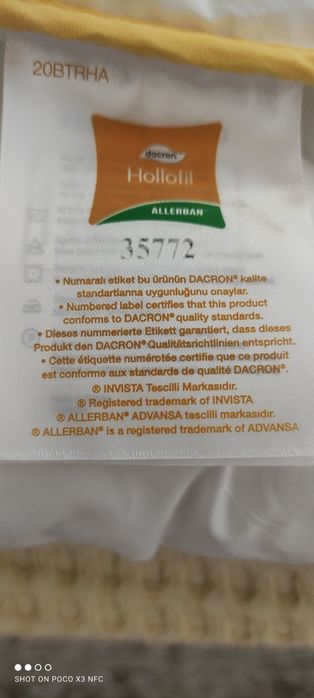 20BTRHA
dacron
Hollofil
ALLERBAN
35772
• Numaralı etiket bu ürünün DACRON® kalite
standartlarına uygunluğunu onaylar.
• Numbered label certifies that this product
conforms to DACRON® quality standards.
• Dieses nummerierte Etikett garantiert, dass dieses
Produkt den DACRON® Qualitätsrichtlinien entspricht.
• Cette étiquette numérotée certifie que ce produit
est conforme aux standards de qualité DACRON®.
® INVISTA Tescilli Markasıdır.
® Registered trademark of INVISTA
® ALLERBAN® ADVANSA tescilli markasıdır.
® ALLERBAN® is a registered trademark of ADVANSA
SHOT ON POCO X3 NFC